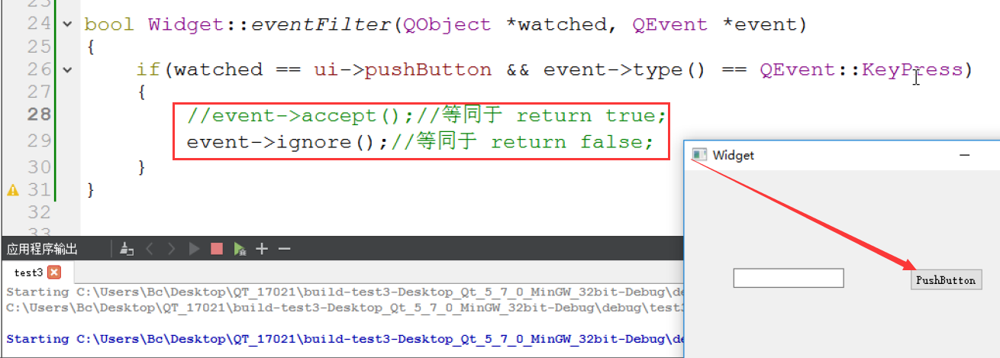 23
24 bool Widget::eventFilter(QObject *watched, QEvent *event)
25 {
26 if(watched == ui->pushButton && event->type() == QEvent::KeyPress)
27 {
28 //event->accept();//等同于 return true;
29 event->ignore();//等同于 return false;
30 }
31 }
32
33
Widget
PushButton
应用程序输出
test3
Starting C:\Users\Bc\Desktop\QT_17021\build-test3-Desktop_Qt_5_7_0_MinGW_32bit-Debug\de
C:\Users\Bc\Desktop\QT_17021\build-test3-Desktop_Qt_5_7_0_MinGW_32bit-Debug\debug\test3
Starting C:\Users\Bc\Desktop\QT_17021\build-test3-Desktop_Qt_5_7_0_MinGW_32bit-Debug\de